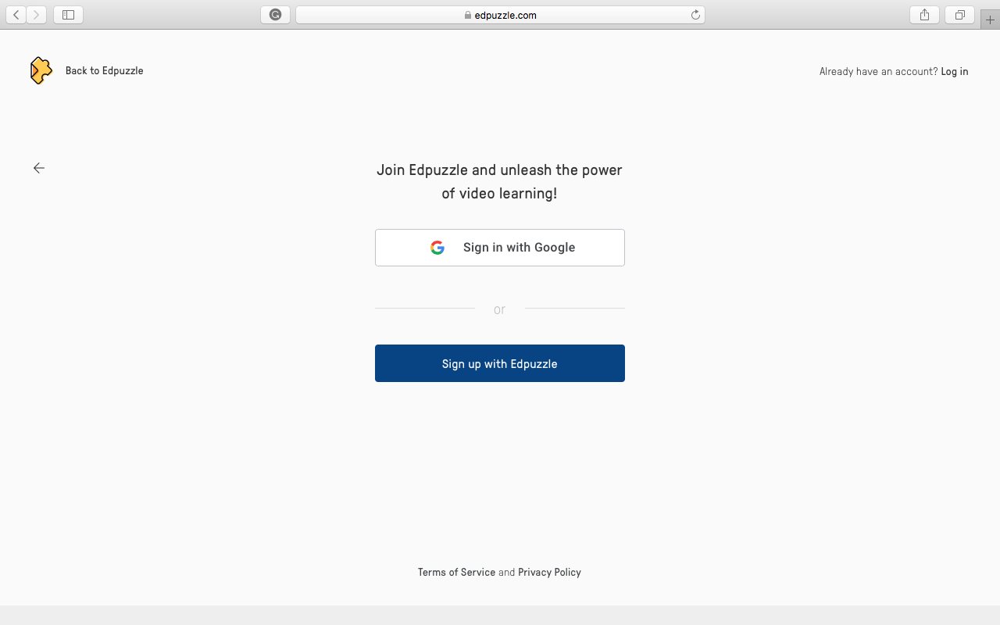 edpuzzle.com
Back to Edpuzzle
Already have an account? Log in
Join Edpuzzle and unleash the power
of video learning!
Sign in with Google
or
Sign up with Edpuzzle
Terms of Service and Privacy Policy